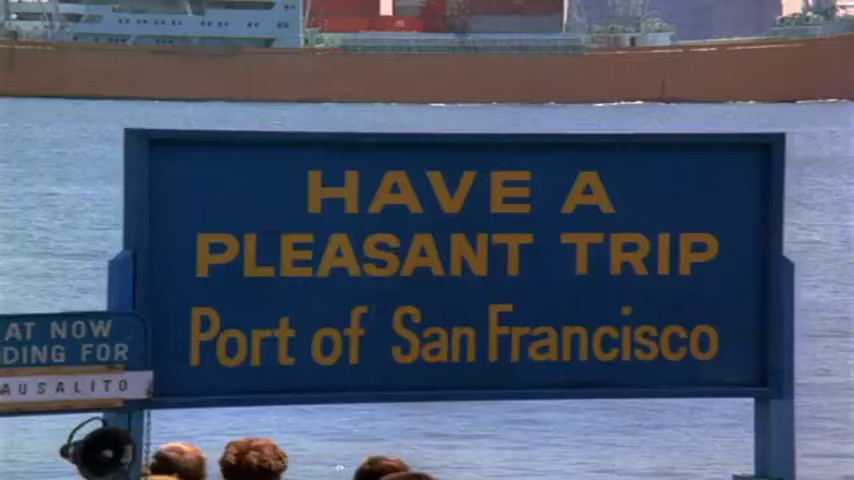 HAVE A
PLEASANT TRIP
Port of San Francisco
AT NOW
DING FOR
AUSALITO